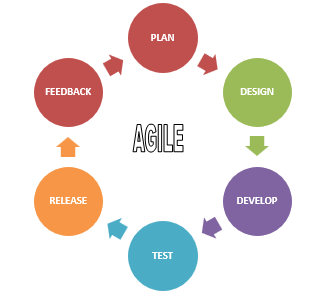 PLAN
DESIGN
DEVELOP
TEST
RELEASE
FEEDBACK
AGILE